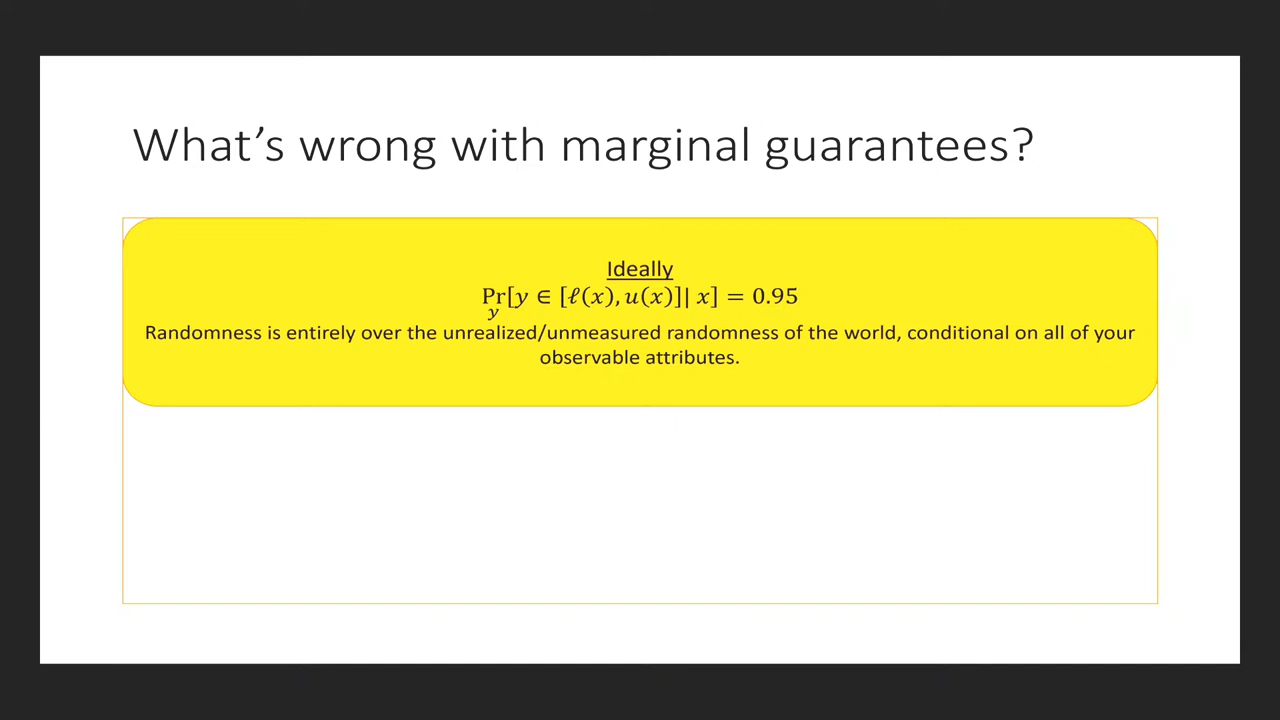 What’s wrong with marginal guarantees?
Ideally
Pr[y ∈ [ℓ(x), u(x)]| x] = 0.95
y
Randomness is entirely over the unrealized/unmeasured randomness of the world, conditional on all of your
observable attributes.